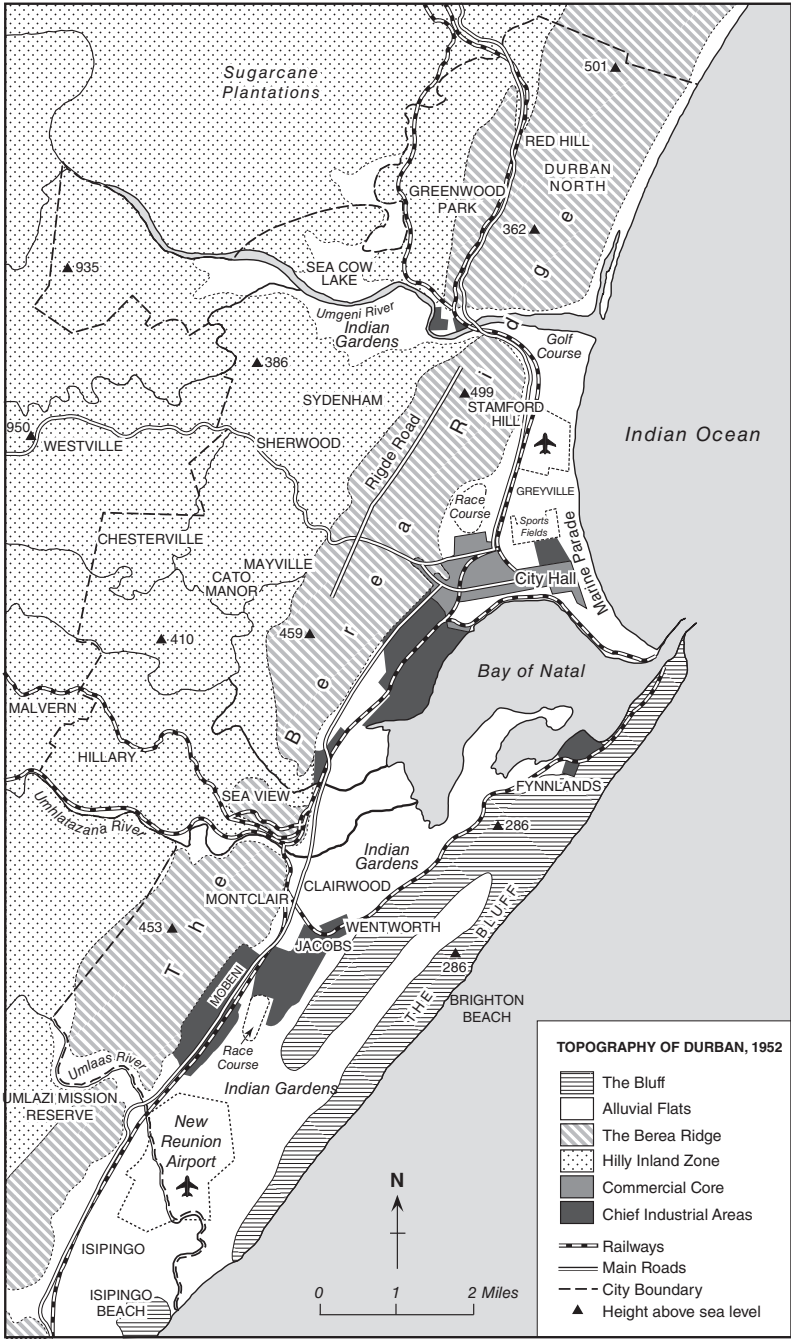 Sugarcane
Plantations
501
RED HILL
DURBAN
NORTH
GREENWOOD
PARK
362
935
SEA COW
LAKE
Umgeni River
Indian
Gardens
Golf
Course
386
SYDENHAM
499
STAMFORD
HILL
950
WESTVILLE
SHERWOOD
Rigde Road
Indian Ocean
GREYVILLE
Race
Course
Sports
Fields
Marine Parade
CHESTERVILLE
MAYVILLE
CATO
MANOR
City Hall
459
410
The Berea Ridge
Bay of Natal
MALVERN
HILLARY
SEA VIEW
FYNNLANDS
Umhlatazana River
286
Indian
Gardens
CLAIRWOOD
MONTCLAIR
453
WENTWORTH
JACOBS
THE BLUFF
286
MOBENI
BRIGHTON
BEACH
Race
Course
Umlaas River
Indian Gardens
UMLAZI MISSION
RESERVE
New
Reunion
Airport
ISIPINGO
ISIPINGO
BEACH
N
0 1 2 Miles
TOPOGRAPHY OF DURBAN, 1952
The Bluff
Alluvial Flats
The Berea Ridge
Hilly Inland Zone
Commercial Core
Chief Industrial Areas
Railways
Main Roads
City Boundary
Height above sea level